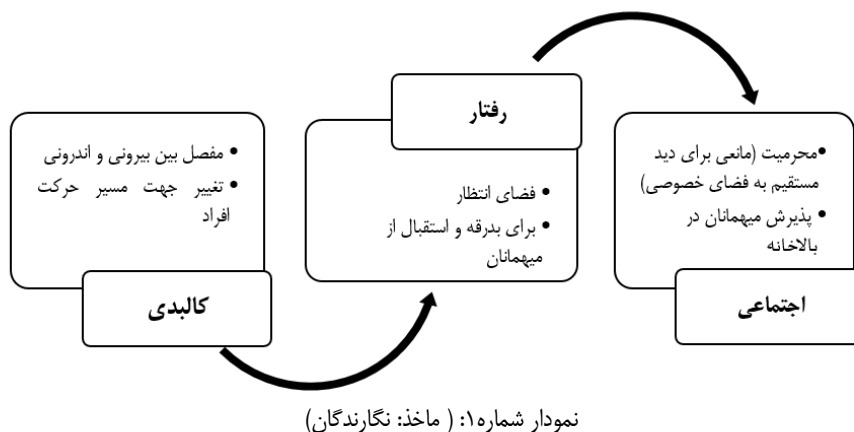 کالبدی
• مفصل بین بیرونی و اندرونی
• تغییر جهت مسیر حرکت
افراد
رفتار
• فضای انتظار
• برای بدرقه و استقبال از
میهمانان
اجتماعی
•محرمیت (مانعی برای دید
مستقیم به فضای خصوصی)
• پذیرش میهمانان در
بالاخانه
نمودار شماره۱: ( ماخذ: نگارندگان)